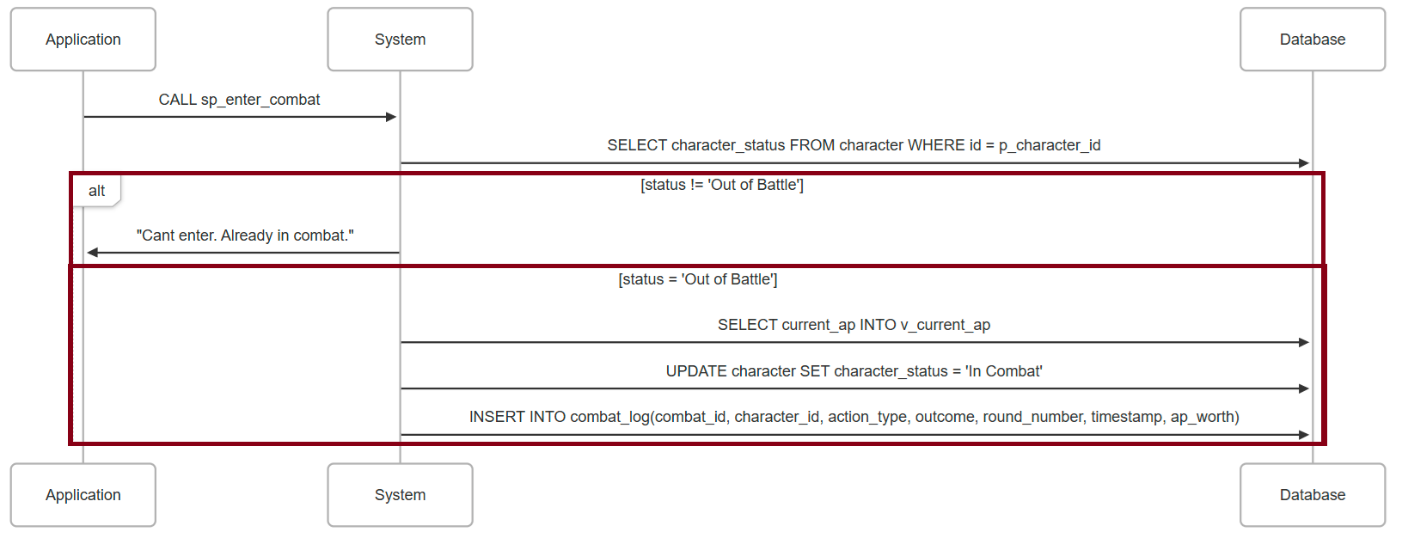 Application
System
Database
CALL sp_enter_combat
SELECT character_status FROM character WHERE id = p_character_id
alt
[status != 'Out of Battle']
"Cant enter. Already in combat."
[status = 'Out of Battle']
SELECT current_ap INTO v_current_ap
UPDATE character SET character_status = 'In Combat'
INSERT INTO combat_log(combat_id, character_id, action_type, outcome, round_number, timestamp, ap_worth)
Application
System
Database